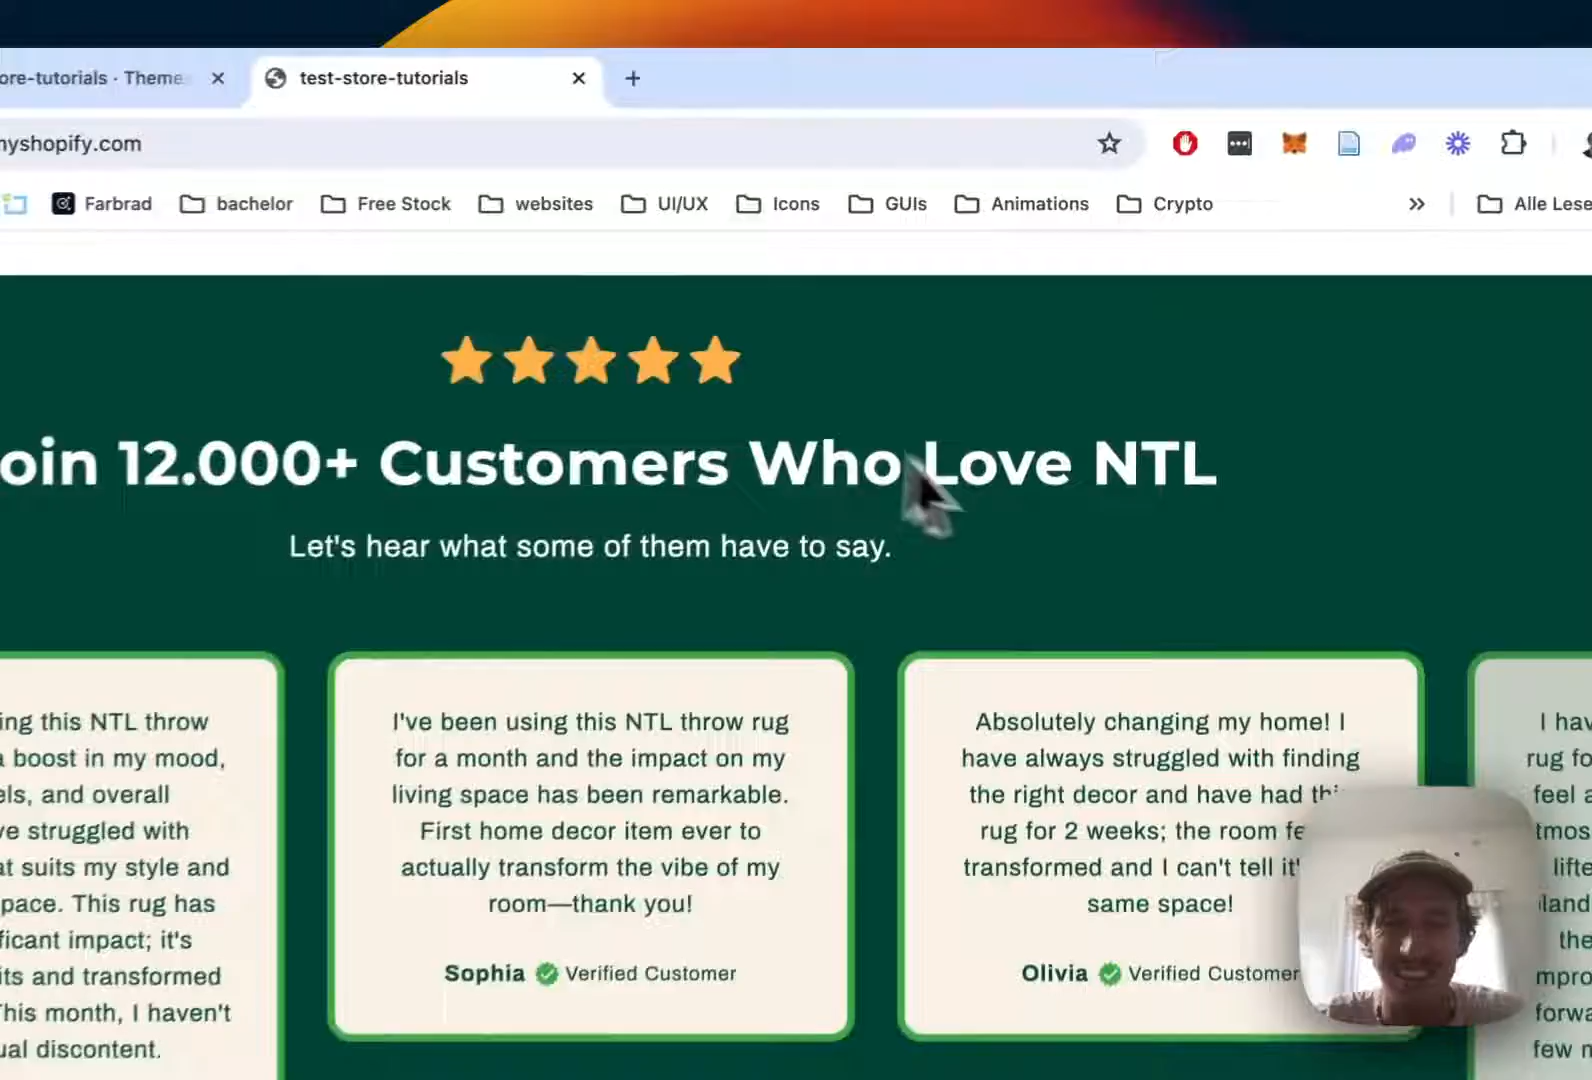 ore-tutorials · Theme
test-store-tutorials
myshopify.com
Farbrad
bachelor
Free Stock
websites
UI/UX
Icons
GUIs
Animations
Crypto
Alle Lese
oin 12.000+ Customers Who Love NTL
Let's hear what some of them have to say.
ing this NTL throw
a boost in my mood,
els, and overall
ve struggled with
at suits my style and
pace. This rug has
ficant impact; it's
its and transformed
This month, I haven't
ual discontent.
I've been using this NTL throw rug
for a month and the impact on my
living space has been remarkable.
First home decor item ever to
actually transform the vibe of my
room—thank you!
Sophia Verified Customer
Absolutely changing my home! I
have always struggled with finding
the right decor and have had thi
rug for 2 weeks; the room fe
transformed and I can't tell it'
same space!
Olivia Verified Customer
I hav
rug fo
feel a
tmos
lifte
land
the
mpro
forwa
few m